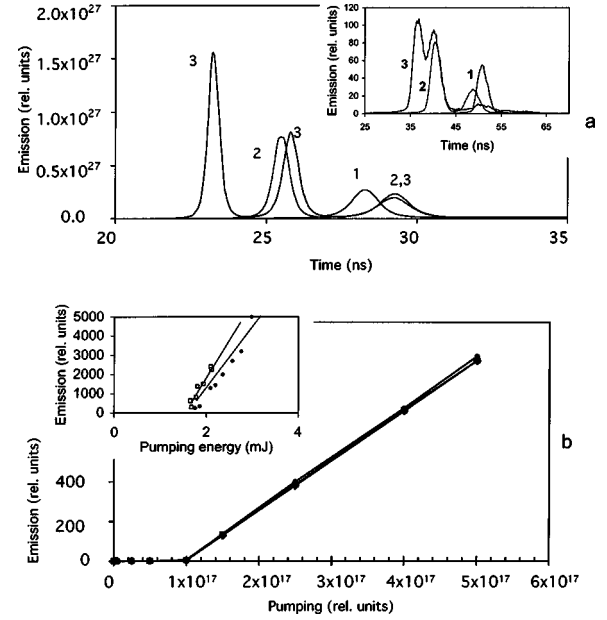 2.0x10^27
1.5x10^27
1.0x10^27
0.5x10^27
0.0
Emission (rel. units)
20
25
30
35
Time (ns)
3
2
3
1
2,3
120
100
80
60
40
20
0
Emission (rel. units)
25
35
45
55
65
Time (ns)
3
2
1
a
5000
4000
3000
2000
1000
0
Emission (rel. units)
0
2
4
Pumping energy (mJ)
b
400
200
0
Emission (rel. units)
0
1x10^17
2x10^17
3x10^17
4x10^17
5x10^17
6x10^17
Pumping (rel. units)